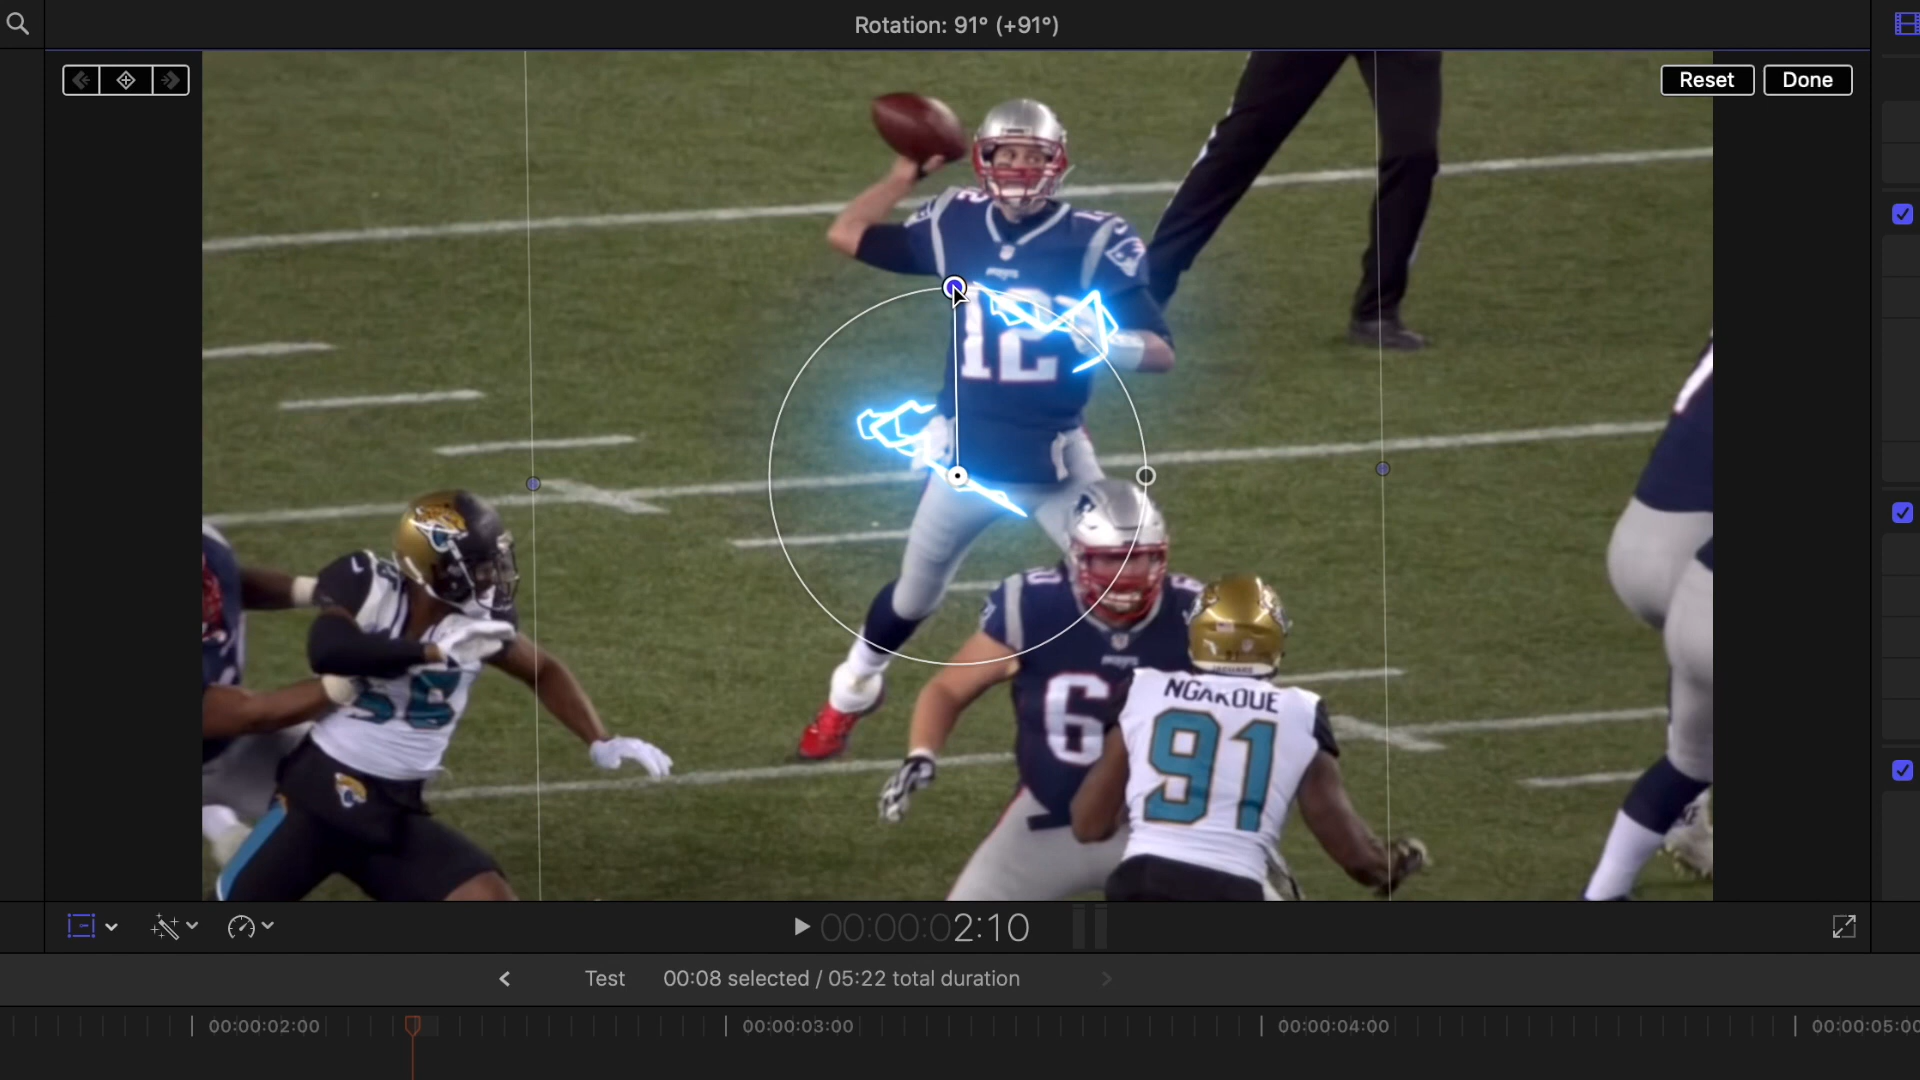 Rotation: 91° (+91°)
Reset
Done
12
60
NGAKOUE
91
00:00:02:10
Test
00:08 selected / 05:22 total duration
00:00:02:00
00:00:03:00
00:00:04:00
00:00:05:00